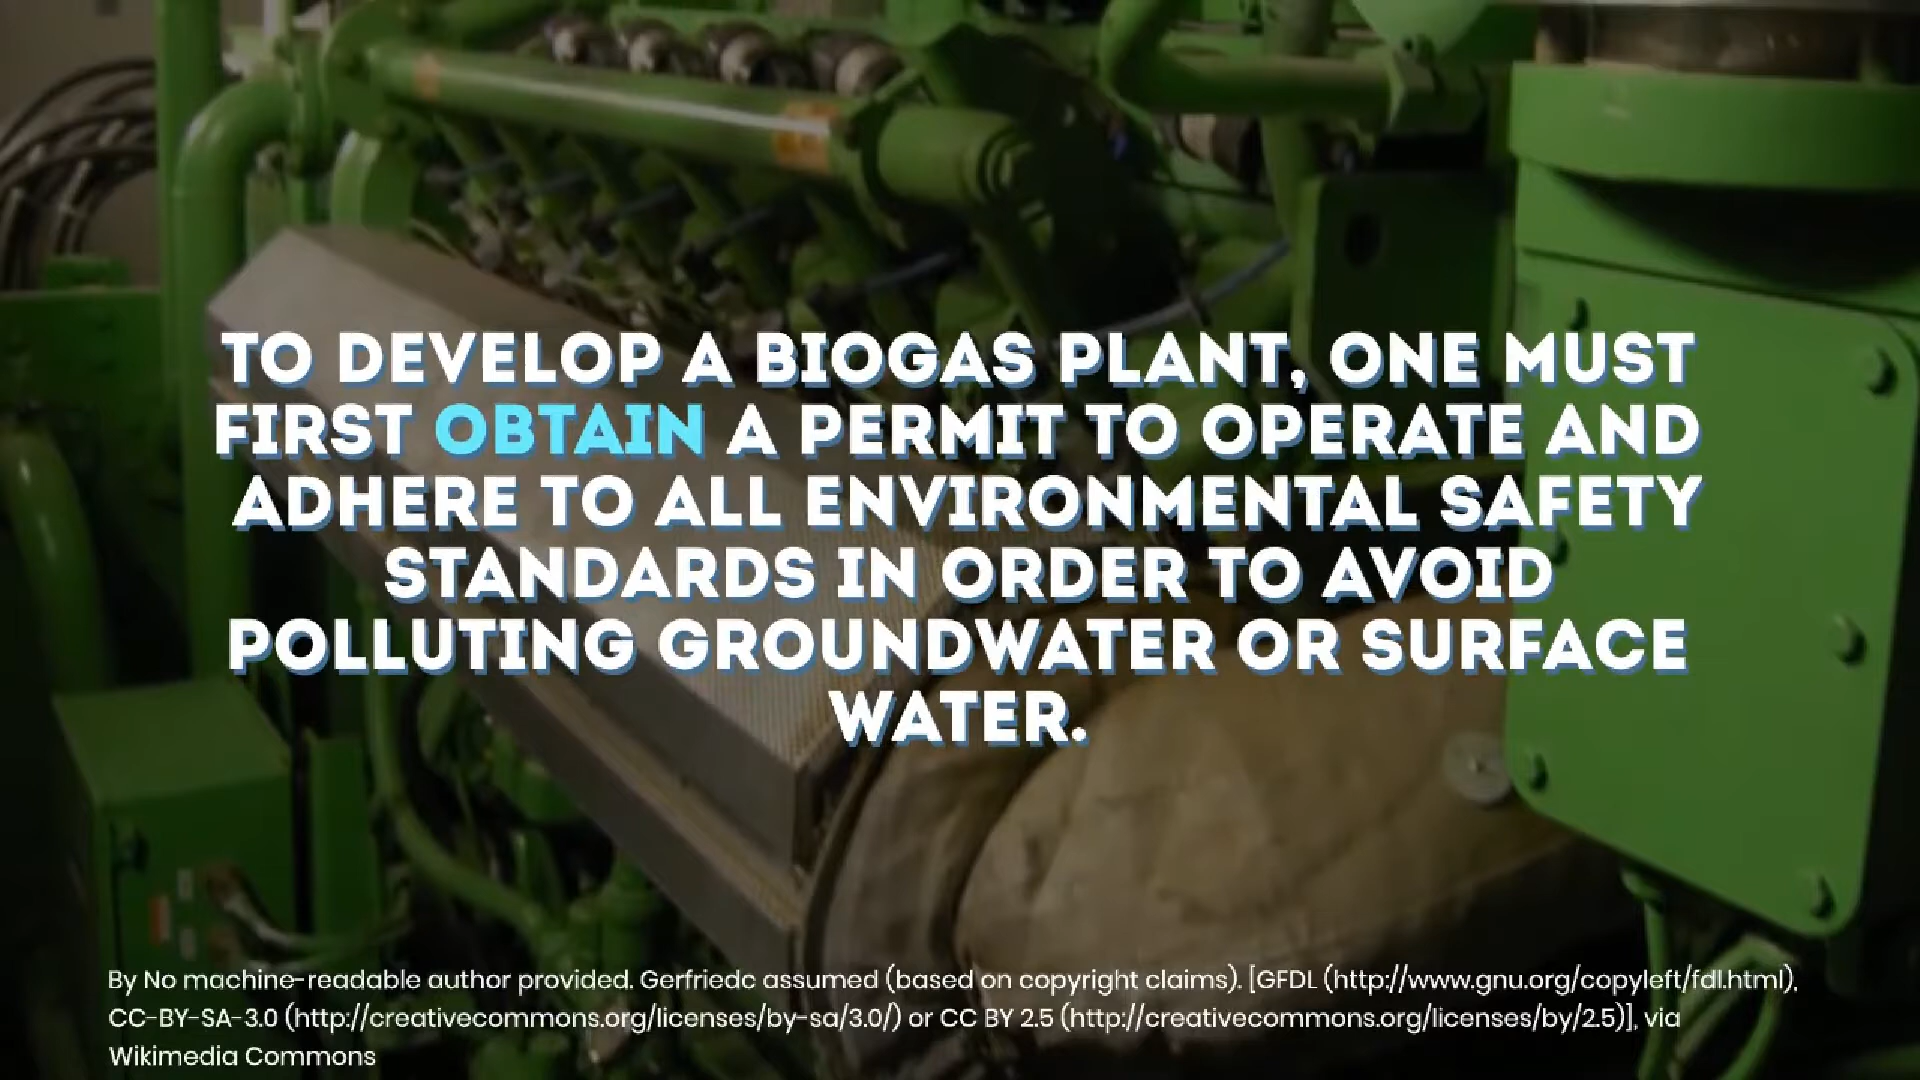 TO DEVELOP A BIOGAS PLANT, ONE MUST
FIRST OBTAIN A PERMIT TO OPERATE AND
ADHERE TO ALL ENVIRONMENTAL SAFETY
STANDARDS IN ORDER TO AVOID
POLLUTING GROUNDWATER OR SURFACE
WATER.
By No machine-readable author provided. Gerfriedc assumed (based on copyright claims). [GFDL (http://www.gnu.org/copyleft/fdl.html),
CC-BY-SA-3.0 (http://creativecommons.org/licenses/by-sa/3.0/) or CC BY 2.5 (http://creativecommons.org/licenses/by/2.5)], via
Wikimedia Commons